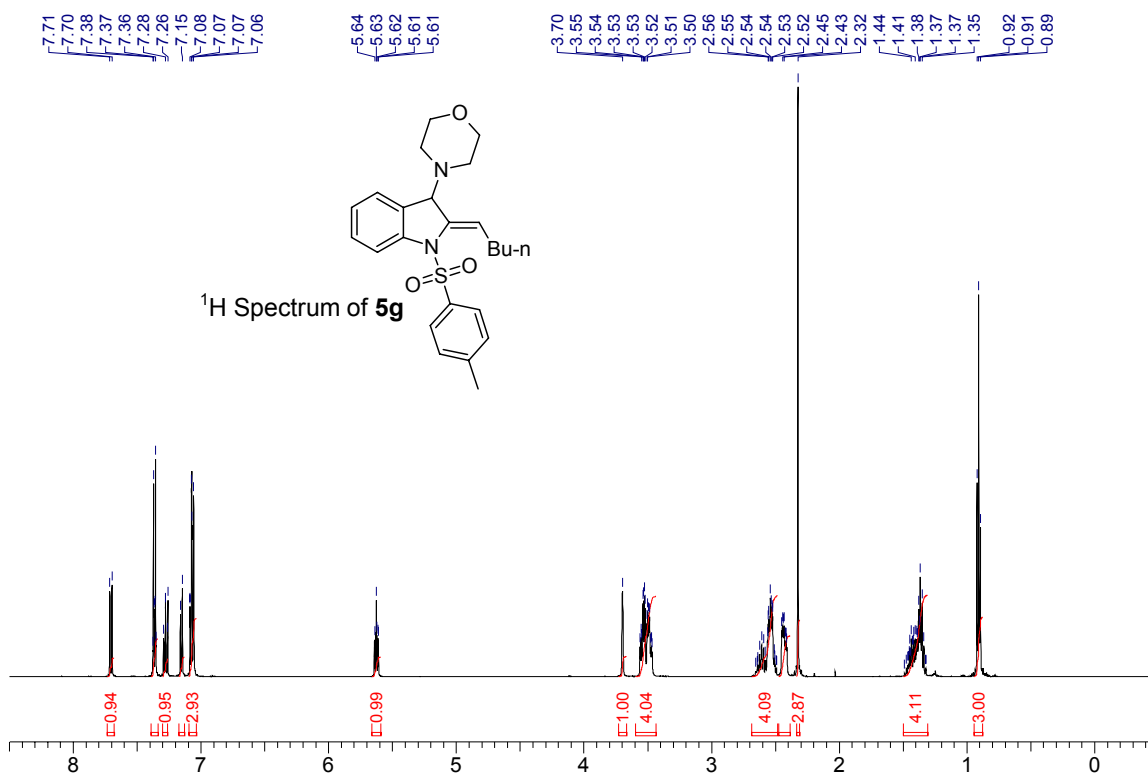 7.71 7.70 7.38 7.37 7.36 7.28 7.26 7.15 7.08 7.07 7.07 7.06 5.64 5.63 5.62 5.61 5.61 3.70 3.55 3.54 3.53 3.53 3.52 3.51 3.50 2.56 2.55 2.54 2.54 2.53 2.52 2.45 2.43 2.32 1.44 1.41 1.38 1.37 1.37 1.35 0.92 0.91 0.89
O
N
Bu-n
N
O S O
¹H Spectrum of 5g
0.94 0.95 2.93 0.99 1.00 4.04 4.09 2.87 4.11 3.00
8 7 6 5 4 3 2 1 0